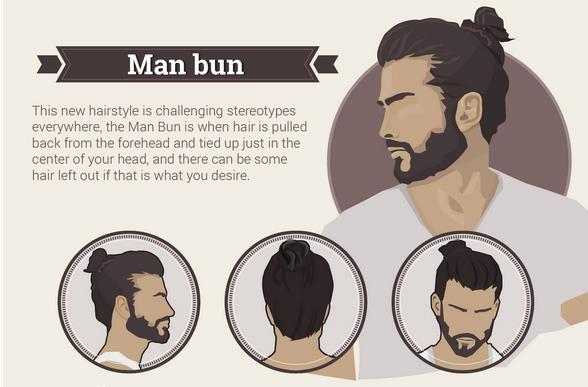 Man bun
This new hairstyle is challenging stereotypes
everywhere, the Man Bun is when hair is pulled
back from the forehead and tied up just in the
center of your head, and there can be some
hair left out if that is what you desire.